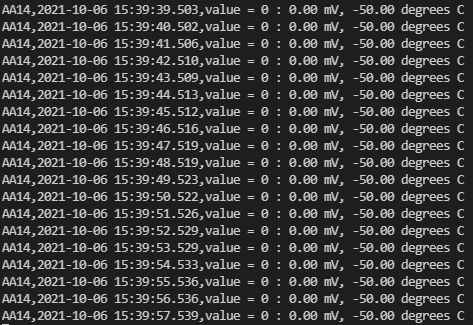 AA14,2021-10-06 15:39:39.503,value = 0 : 0.00 mV, -50.00 degrees C
AA14,2021-10-06 15:39:40.502,value = 0 : 0.00 mV, -50.00 degrees C
AA14,2021-10-06 15:39:41.506,value = 0 : 0.00 mV, -50.00 degrees C
AA14,2021-10-06 15:39:42.510,value = 0 : 0.00 mV, -50.00 degrees C
AA14,2021-10-06 15:39:43.509,value = 0 : 0.00 mV, -50.00 degrees C
AA14,2021-10-06 15:39:44.513,value = 0 : 0.00 mV, -50.00 degrees C
AA14,2021-10-06 15:39:45.512,value = 0 : 0.00 mV, -50.00 degrees C
AA14,2021-10-06 15:39:46.516,value = 0 : 0.00 mV, -50.00 degrees C
AA14,2021-10-06 15:39:47.519,value = 0 : 0.00 mV, -50.00 degrees C
AA14,2021-10-06 15:39:48.519,value = 0 : 0.00 mV, -50.00 degrees C
AA14,2021-10-06 15:39:49.523,value = 0 : 0.00 mV, -50.00 degrees C
AA14,2021-10-06 15:39:50.522,value = 0 : 0.00 mV, -50.00 degrees C
AA14,2021-10-06 15:39:51.526,value = 0 : 0.00 mV, -50.00 degrees C
AA14,2021-10-06 15:39:52.529,value = 0 : 0.00 mV, -50.00 degrees C
AA14,2021-10-06 15:39:53.529,value = 0 : 0.00 mV, -50.00 degrees C
AA14,2021-10-06 15:39:54.533,value = 0 : 0.00 mV, -50.00 degrees C
AA14,2021-10-06 15:39:55.536,value = 0 : 0.00 mV, -50.00 degrees C
AA14,2021-10-06 15:39:56.536,value = 0 : 0.00 mV, -50.00 degrees C
AA14,2021-10-06 15:39:57.539,value = 0 : 0.00 mV, -50.00 degrees C